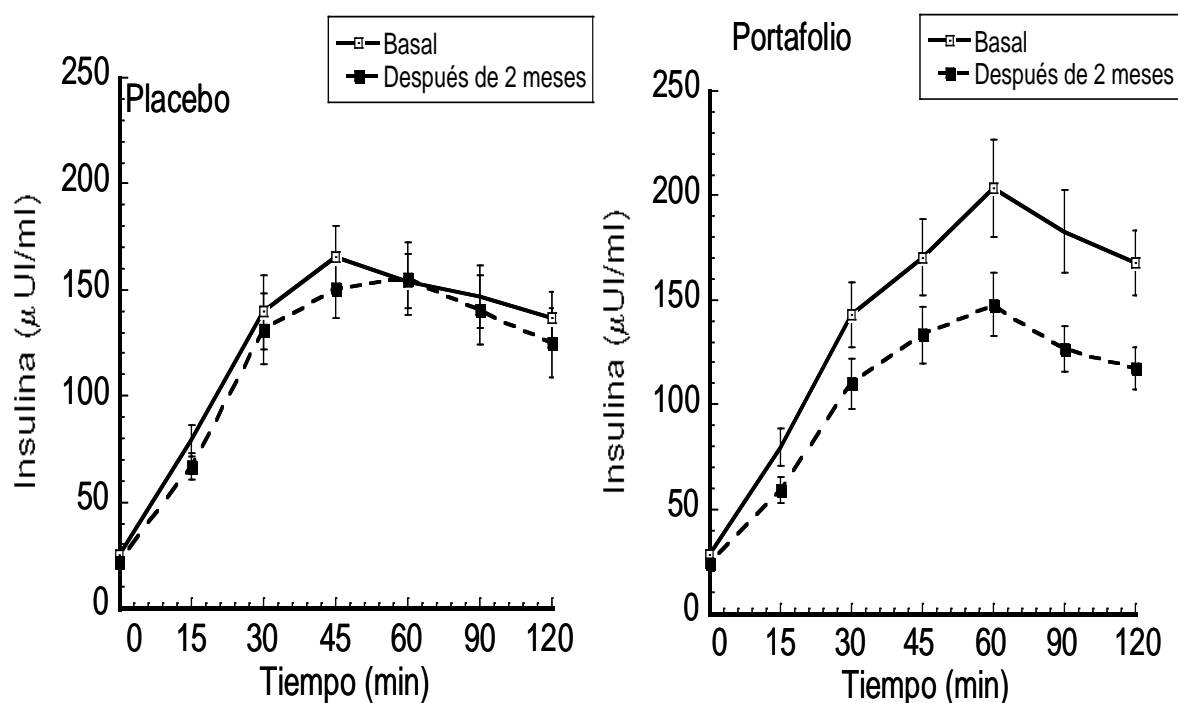 Basal
Después de 2 meses
Placebo
250
200
150
100
50
0
Insulina (μ UI/ml)
0 15 30 45 60 90 120
Tiempo (min)
Portafolio
Basal
Después de 2 meses
250
200
150
100
50
0
Insulina (μUI/ml)
0 15 30 45 60 90 120
Tiempo (min)